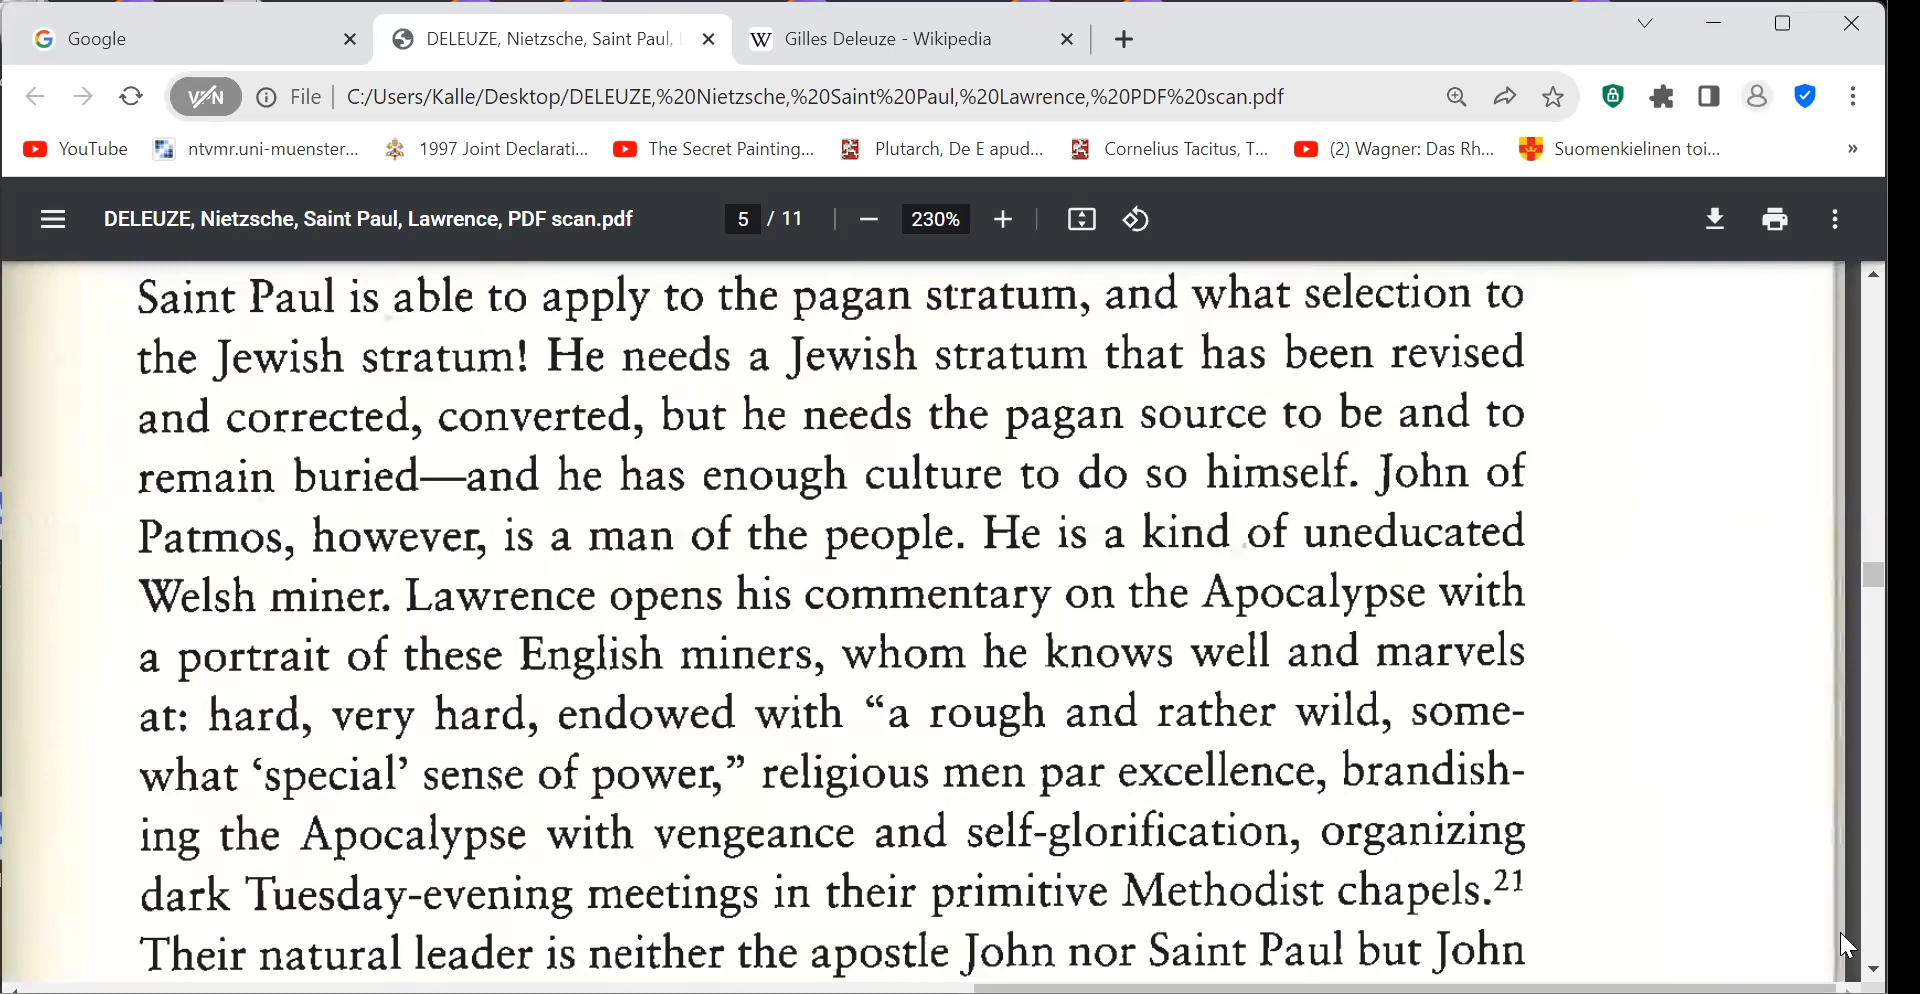 Google
DELEUZE, Nietzsche, Saint Paul,
Gilles Deleuze - Wikipedia
VPN
File
C:/Users/Kalle/Desktop/DELEUZE,%20Nietzsche,%20Saint%20Paul,%20Lawrence,%20PDF%20scan.pdf
YouTube
ntvmr.uni-muenster...
1997 Joint Declarati...
The Secret Painting...
Plutarch, De E apud...
Cornelius Tacitus, T...
(2) Wagner: Das Rh...
Suomenkielinen toi...
»
DELEUZE, Nietzsche, Saint Paul, Lawrence, PDF scan.pdf
5 / 11
230%
Saint Paul is able to apply to the pagan stratum, and what selection to
the Jewish stratum! He needs a Jewish stratum that has been revised
and corrected, converted, but he needs the pagan source to be and to
remain buried—and he has enough culture to do so himself. John of
Patmos, however, is a man of the people. He is a kind of uneducated
Welsh miner. Lawrence opens his commentary on the Apocalypse with
a portrait of these English miners, whom he knows well and marvels
at: hard, very hard, endowed with “a rough and rather wild, some-
what ‘special’ sense of power,” religious men par excellence, brandish-
ing the Apocalypse with vengeance and self-glorification, organizing
dark Tuesday-evening meetings in their primitive Methodist chapels.21
Their natural leader is neither the apostle John nor Saint Paul but John